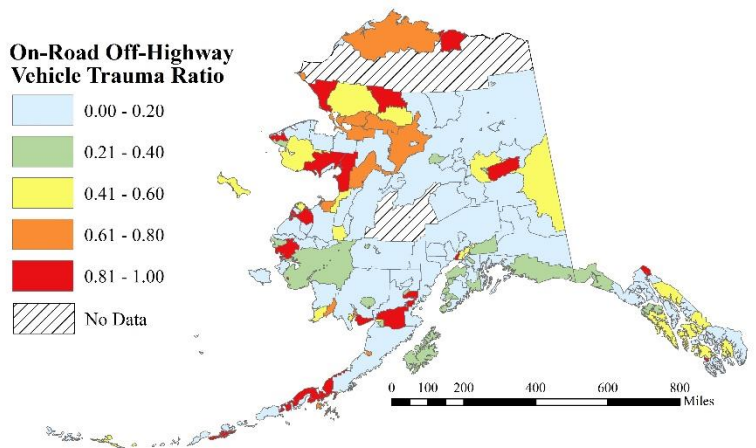 On-Road Off-Highway
Vehicle Trauma Ratio
0.00 - 0.20
0.21 - 0.40
0.41 - 0.60
0.61 - 0.80
0.81 - 1.00
No Data
0 100 200 400 600 800
Miles